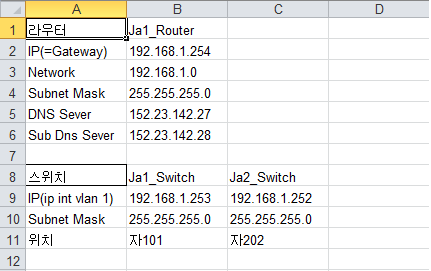 A B C D
1 라우터 Ja1_Router
2 IP(=Gateway) 192.168.1.254
3 Network 192.168.1.0
4 Subnet Mask 255.255.255.0
5 DNS Sever 152.23.142.27
6 Sub Dns Sever 152.23.142.28
7
8 스위치 Ja1_Switch Ja2_Switch
9 IP(ip int vlan 1) 192.168.1.253 192.168.1.252
10 Subnet Mask 255.255.255.0 255.255.255.0
11 위치 자101 자202
12